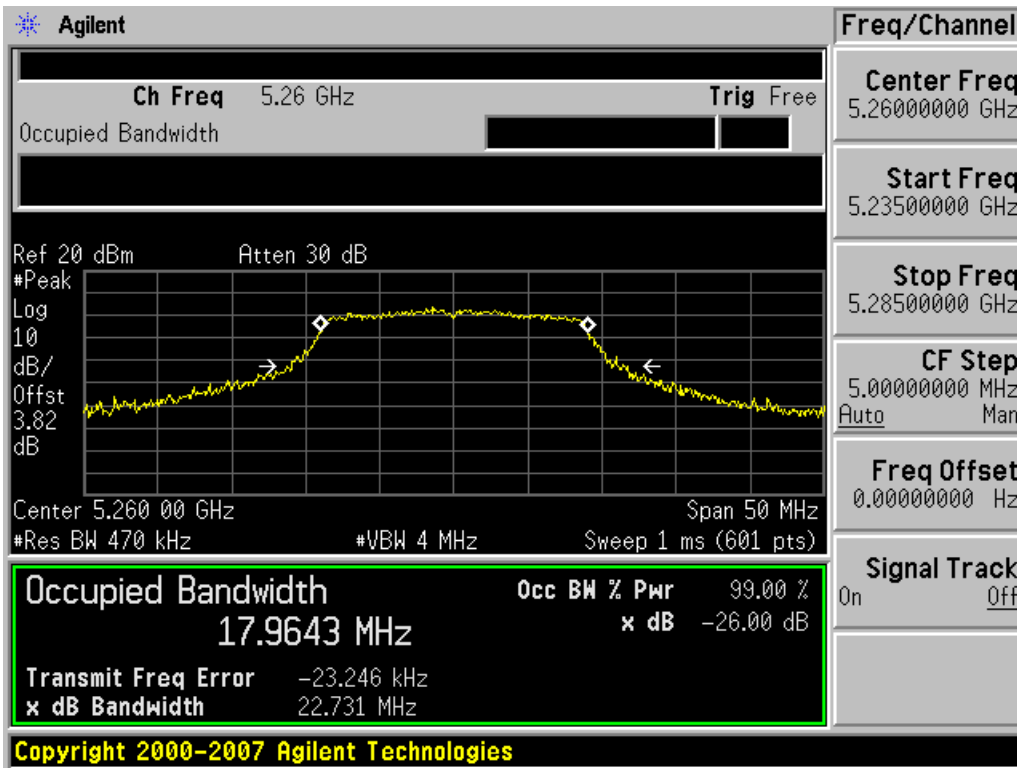 Agilent
Freq/Channel
Ch Freq 5.26 GHz Trig Free
Occupied Bandwidth
Center Freq
5.26000000 GHz
Start Freq
5.23500000 GHz
Stop Freq
5.28500000 GHz
CF Step
5.00000000 MHz
Auto Man
Freq Offset
0.00000000 Hz
Signal Track
On Off
Ref 20 dBm Atten 30 dB
#Peak
Log
10
dB/
Offst
3.82
dB
Center 5.260 00 GHz Span 50 MHz
#Res BW 470 kHz #VBW 4 MHz Sweep 1 ms (601 pts)
Occupied Bandwidth Occ BW % Pwr 99.00 %
17.9643 MHz x dB -26.00 dB
Transmit Freq Error -23.246 kHz
x dB Bandwidth 22.731 MHz
Copyright 2000-2007 Agilent Technologies